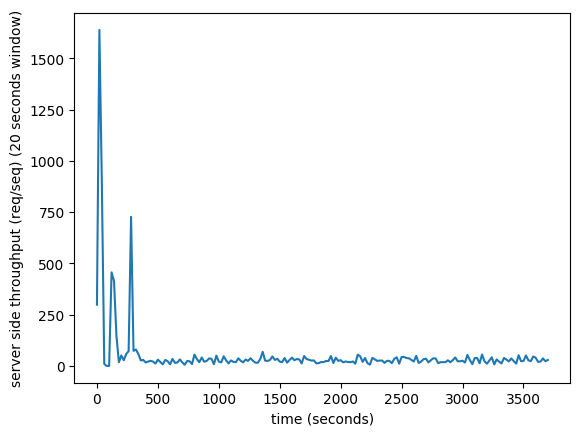 server side throughput (req/seq) (20 seconds window)
1500
1250
1000
750
500
250
0
0 500 1000 1500 2000 2500 3000 3500
time (seconds)